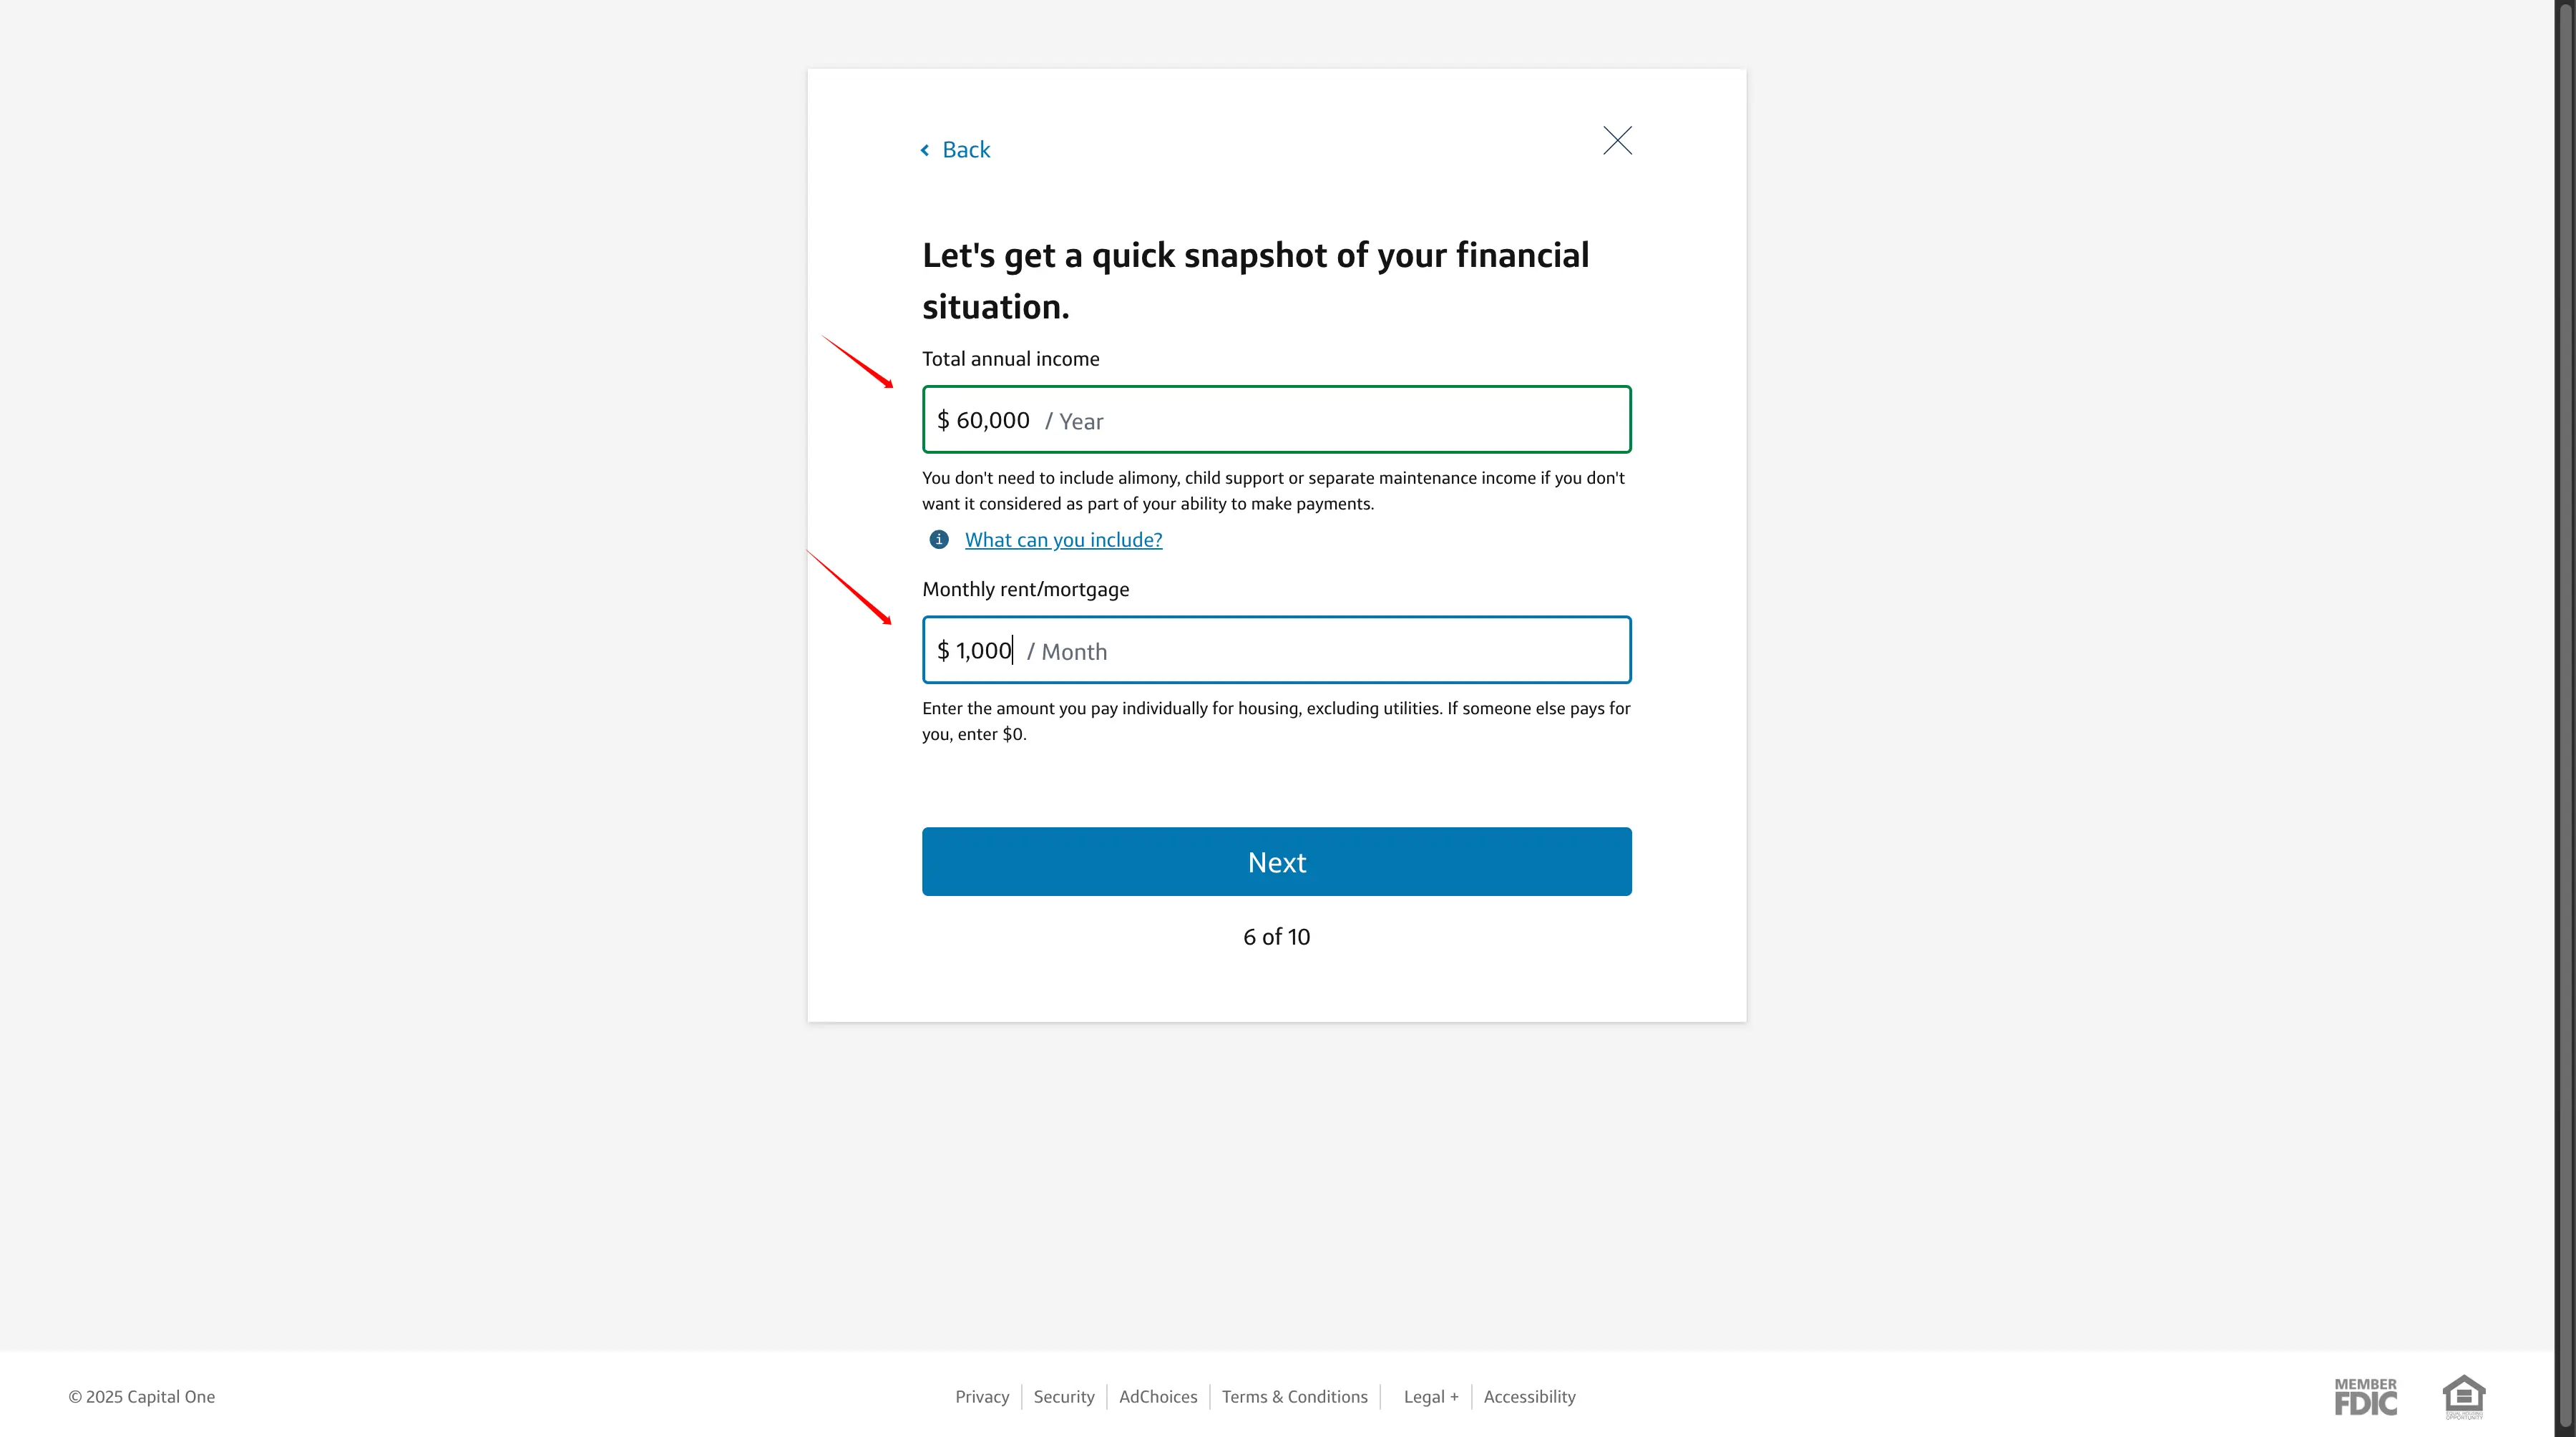 Back
Let's get a quick snapshot of your financial
situation.
Total annual income
$ 60,000 / Year
You don't need to include alimony, child support or separate maintenance income if you don't
want it considered as part of your ability to make payments.
i What can you include?
Monthly rent/mortgage
$ 1,000 / Month
Enter the amount you pay individually for housing, excluding utilities. If someone else pays for
you, enter $0.
Next
6 of 10
© 2025 Capital One
Privacy
Security
AdChoices
Terms & Conditions
Legal +
Accessibility
MEMBER
FDIC